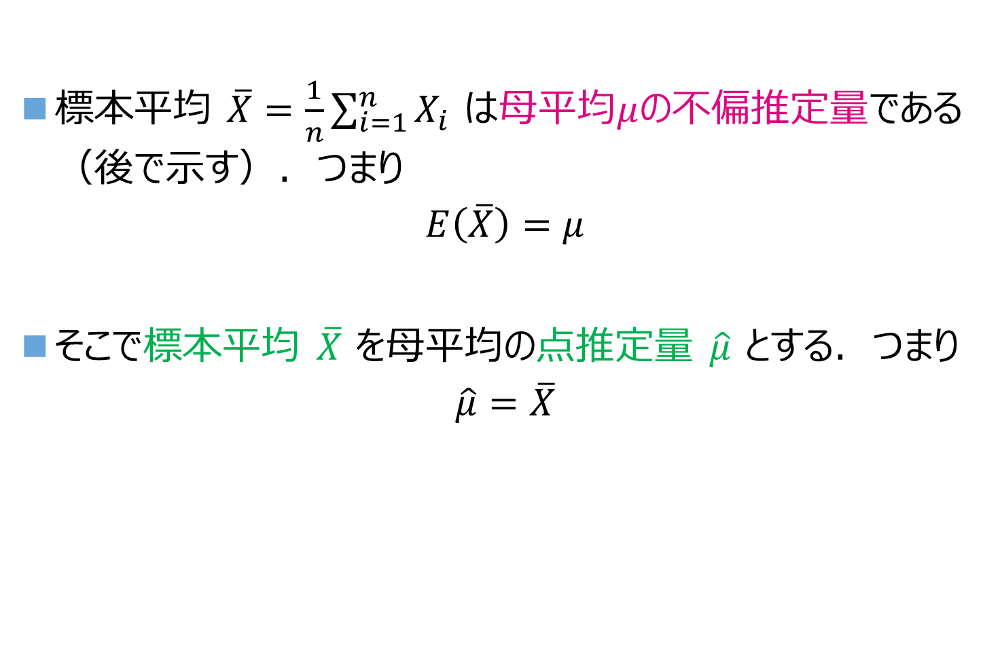 標本平均 X̄ = 1/n ∑ⁿᵢ₌₁ Xᵢ は母平均μの不偏推定量である
（後で示す）．つまり
E(X̄) = μ
そこで標本平均 X̄ を母平均の点推定量 μ̂ とする．つまり
μ̂ = X̄